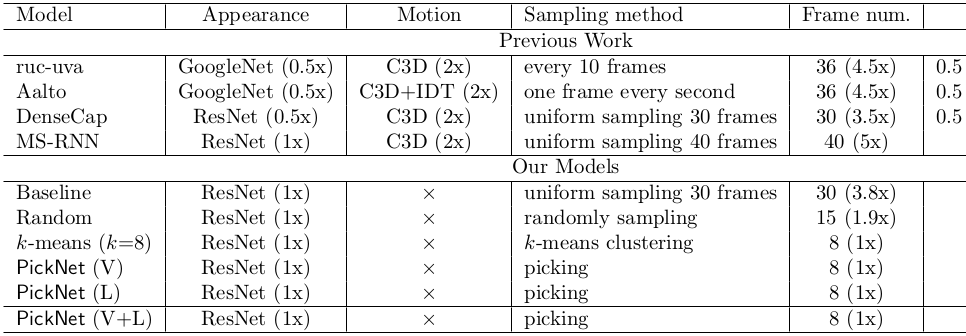 Model Appearance Motion Sampling method Frame num.
Previous Work
ruc-uva GoogleNet (0.5x) C3D (2x) every 10 frames 36 (4.5x) 0.5
Aalto GoogleNet (0.5x) C3D+IDT (2x) one frame every second 36 (4.5x) 0.5
DenseCap ResNet (0.5x) C3D (2x) uniform sampling 30 frames 30 (3.5x) 0.5
MS-RNN ResNet (1x) C3D (2x) uniform sampling 40 frames 40 (5x)
Our Models
Baseline ResNet (1x) × uniform sampling 30 frames 30 (3.8x)
Random ResNet (1x) × randomly sampling 15 (1.9x)
k-means (k=8) ResNet (1x) × k-means clustering 8 (1x)
PickNet (V) ResNet (1x) × picking 8 (1x)
PickNet (L) ResNet (1x) × picking 8 (1x)
PickNet (V+L) ResNet (1x) × picking 8 (1x)